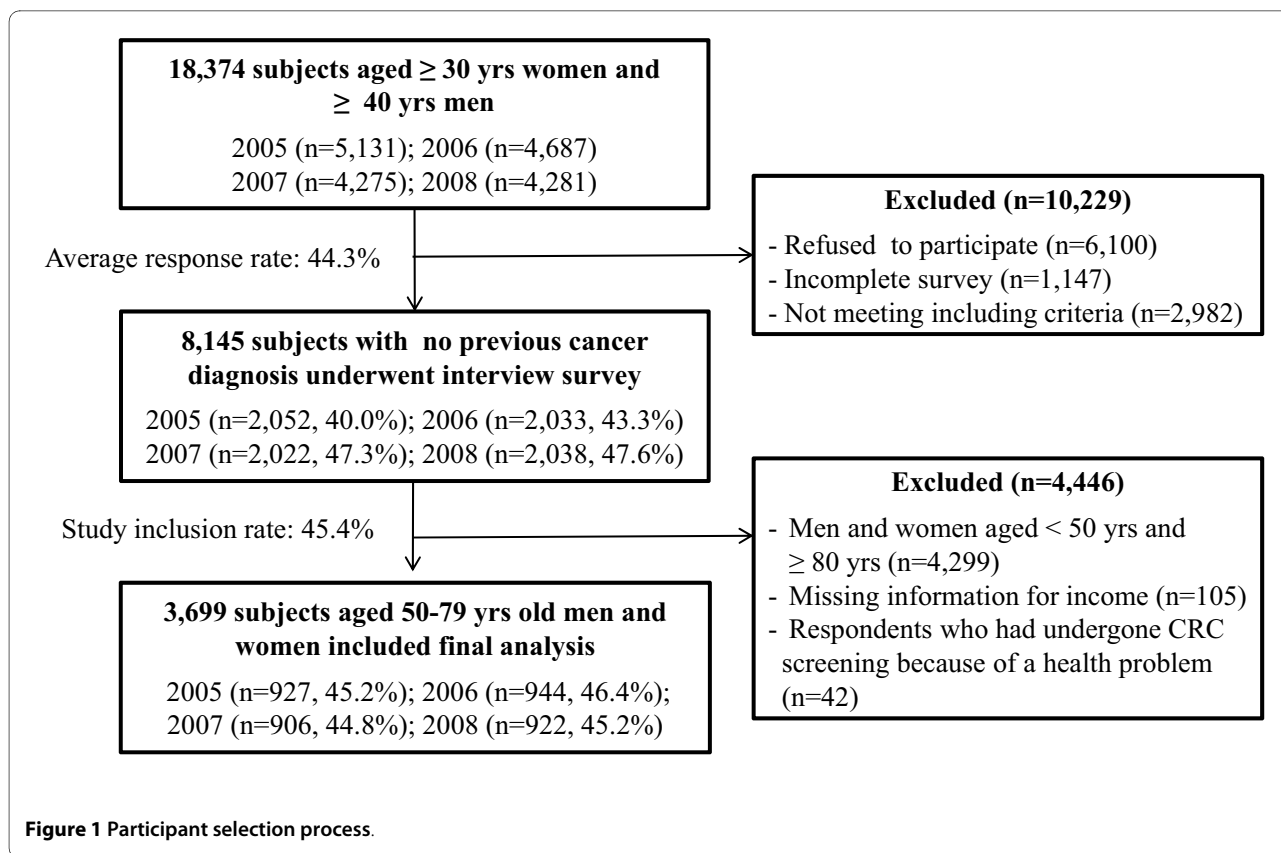 18,374 subjects aged ≥ 30 yrs women and
≥ 40 yrs men
2005 (n=5,131); 2006 (n=4,687)
2007 (n=4,275); 2008 (n=4,281)
Average response rate: 44.3%
Excluded (n=10,229)
- Refused to participate (n=6,100)
- Incomplete survey (n=1,147)
- Not meeting including criteria (n=2,982)
8,145 subjects with no previous cancer
diagnosis underwent interview survey
2005 (n=2,052, 40.0%); 2006 (n=2,033, 43.3%)
2007 (n=2,022, 47.3%); 2008 (n=2,038, 47.6%)
Study inclusion rate: 45.4%
Excluded (n=4,446)
- Men and women aged < 50 yrs and
≥ 80 yrs (n=4,299)
- Missing information for income (n=105)
- Respondents who had undergone CRC
screening because of a health problem
(n=42)
3,699 subjects aged 50-79 yrs old men and
women included final analysis
2005 (n=927, 45.2%); 2006 (n=944, 46.4%);
2007 (n=906, 44.8%); 2008 (n=922, 45.2%)
Figure 1 Participant selection process.